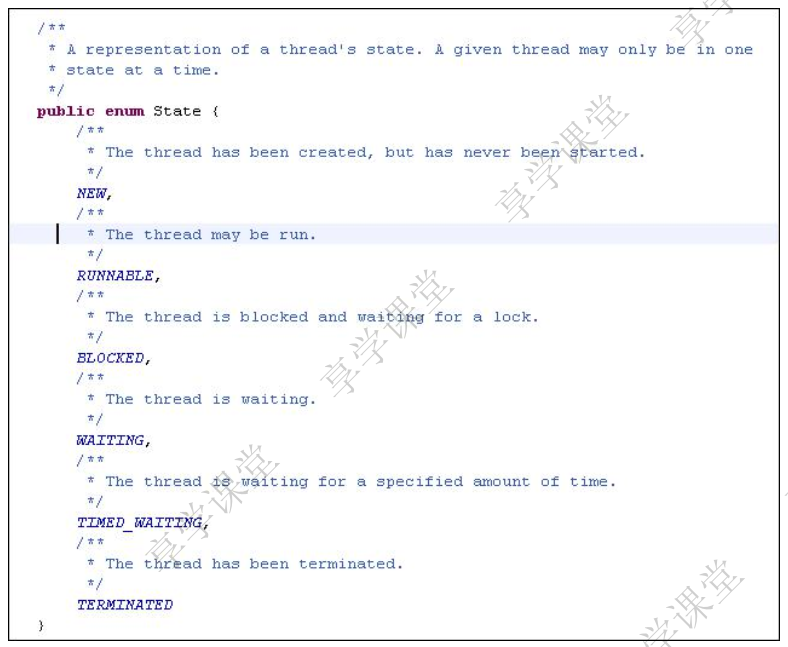 /**
 * A representation of a thread's state. A given thread may only be in one
 * state at a time.
 */
public enum State {
    /**
     * The thread has been created, but has never been started.
     */
    NEW,
    /**
     * The thread may be run.
     */
    RUNNABLE,
    /**
     * The thread is blocked and waiting for a lock.
     */
    BLOCKED,
    /**
     * The thread is waiting.
     */
    WAITING,
    /**
     * The thread is waiting for a specified amount of time.
     */
    TIMED_WAITING,
    /**
     * The thread has been terminated.
     */
    TERMINATED
}
享学课堂
享学课堂
享学课堂
学课堂